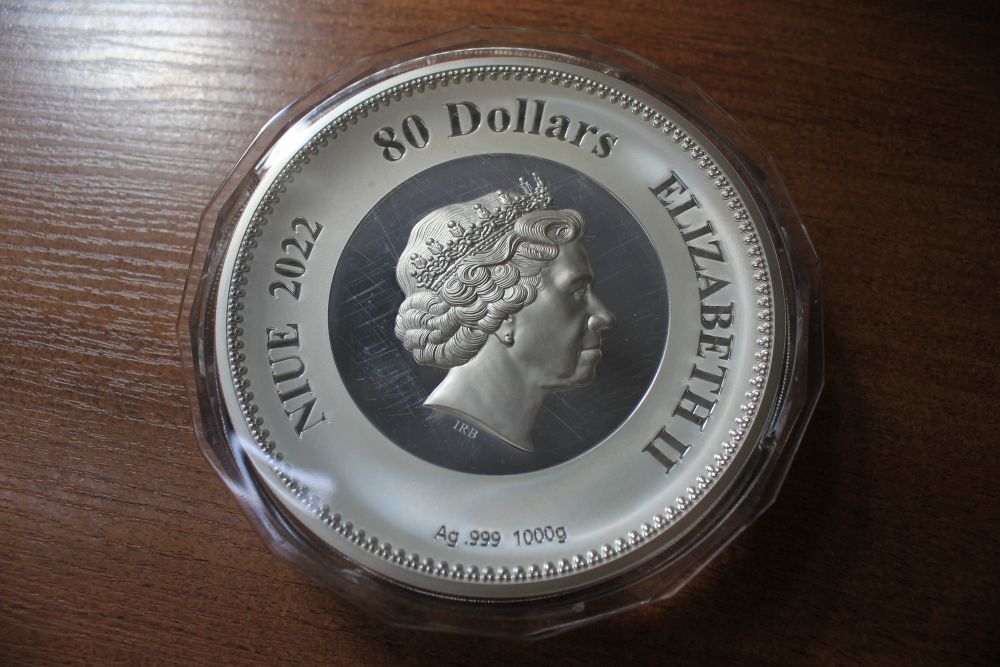 NIUE 2022
80 Dollars
ELIZABETH II
IRB
Ag .999 1000g